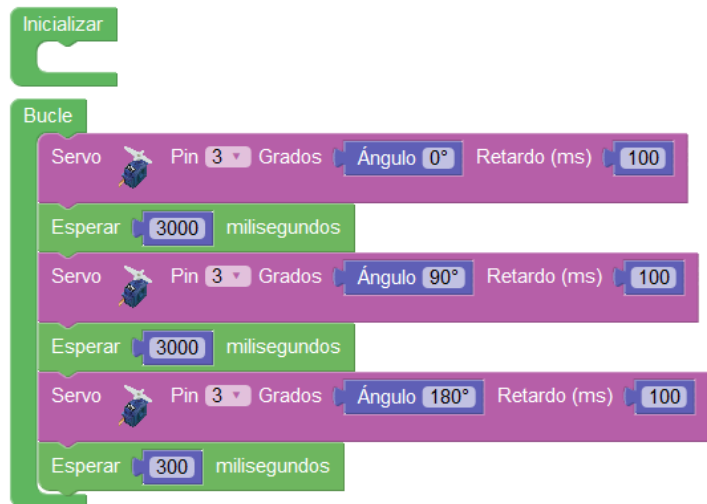 Inicializar
Bucle
Servo Pin 3 Grados Ángulo 0° Retardo (ms) 100
Esperar 3000 milisegundos
Servo Pin 3 Grados Ángulo 90° Retardo (ms) 100
Esperar 3000 milisegundos
Servo Pin 3 Grados Ángulo 180° Retardo (ms) 100
Esperar 300 milisegundos